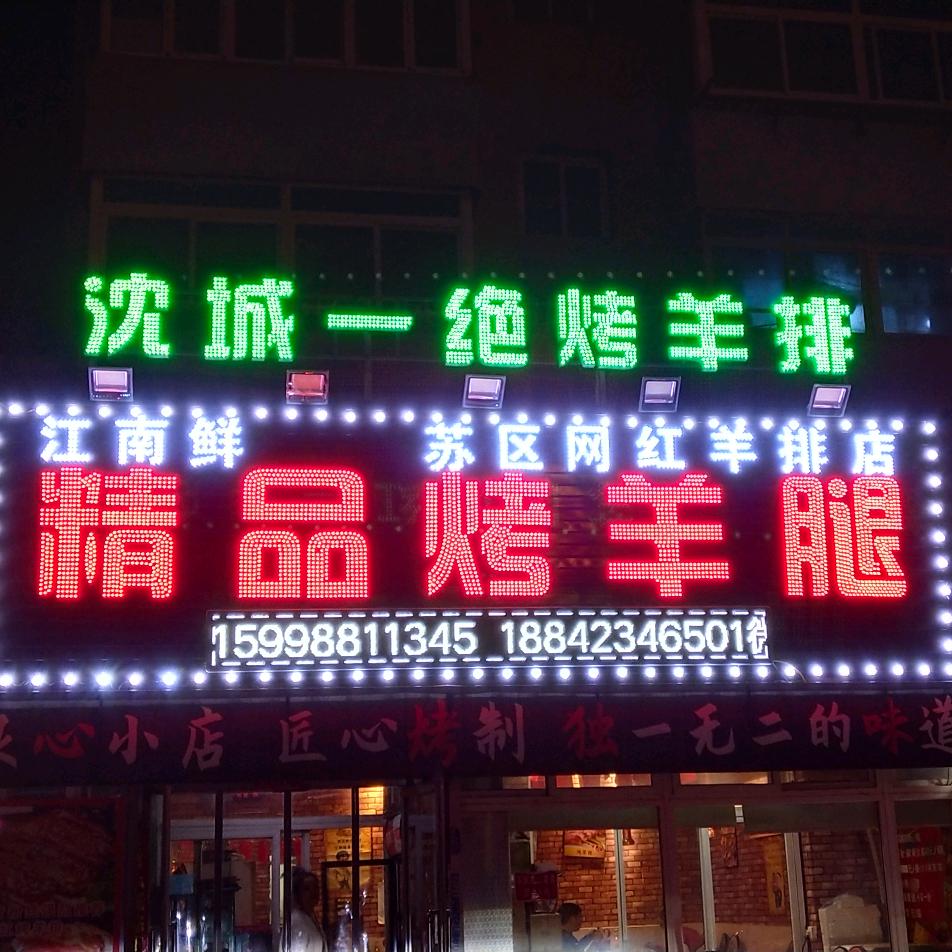 沈城一绝烤羊排
江南鲜 苏区网红羊排店
精品烤羊腿
15998811345 18842346501
心小店 匠心烤制 独一无二的味道